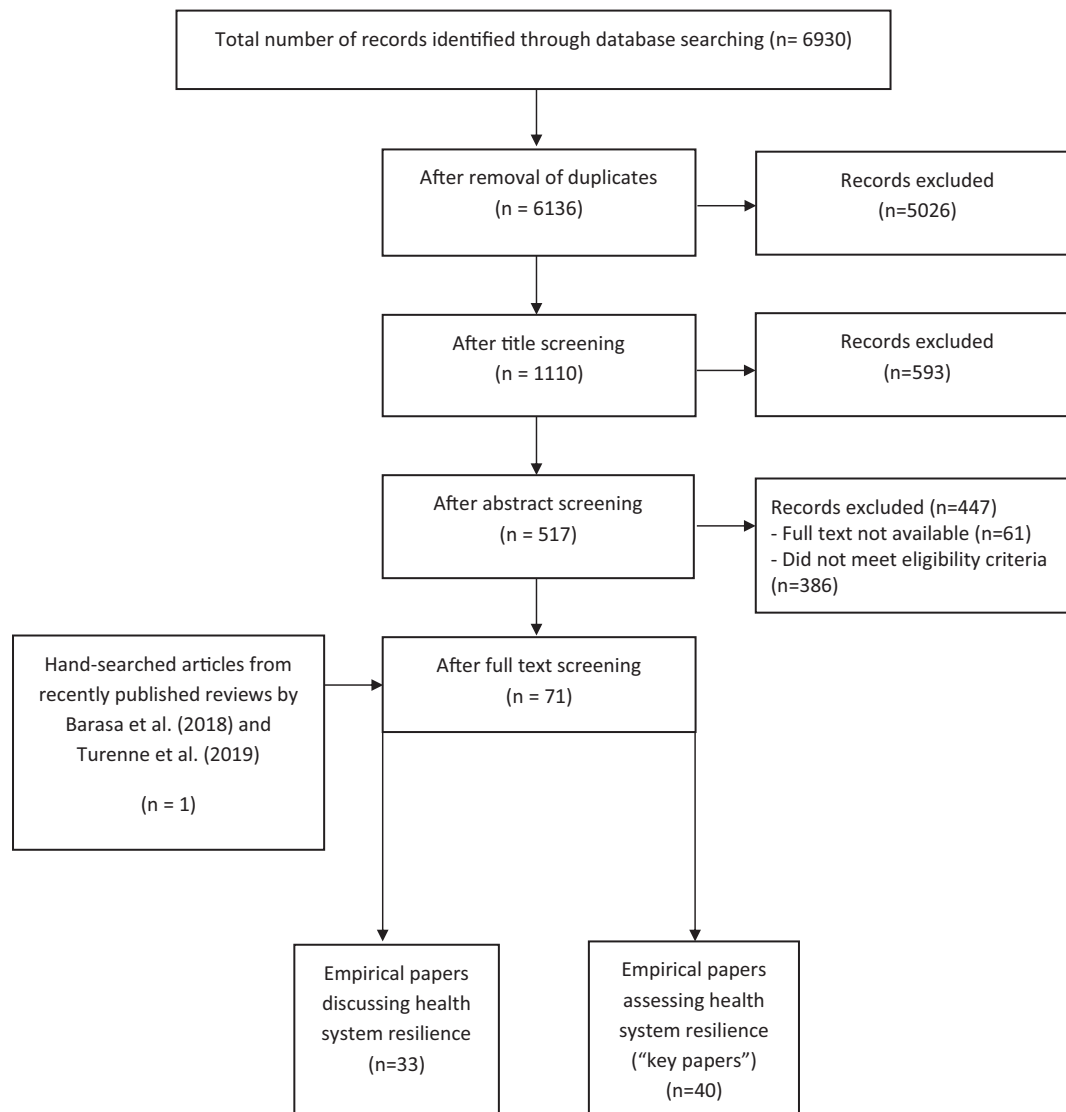 Total number of records identified through database searching (n= 6930)
After removal of duplicates
(n = 6136)
Records excluded
(n=5026)
After title screening
(n = 1110)
Records excluded
(n=593)
After abstract screening
(n = 517)
Records excluded (n=447)
- Full text not available (n=61)
- Did not meet eligibility criteria
(n=386)
Hand-searched articles from
recently published reviews by
Barasa et al. (2018) and
Turenne et al. (2019)
(n = 1)
After full text screening
(n = 71)
Empirical papers
discussing health
system resilience
(n=33)
Empirical papers
assessing health
system resilience
(“key papers”)
(n=40)